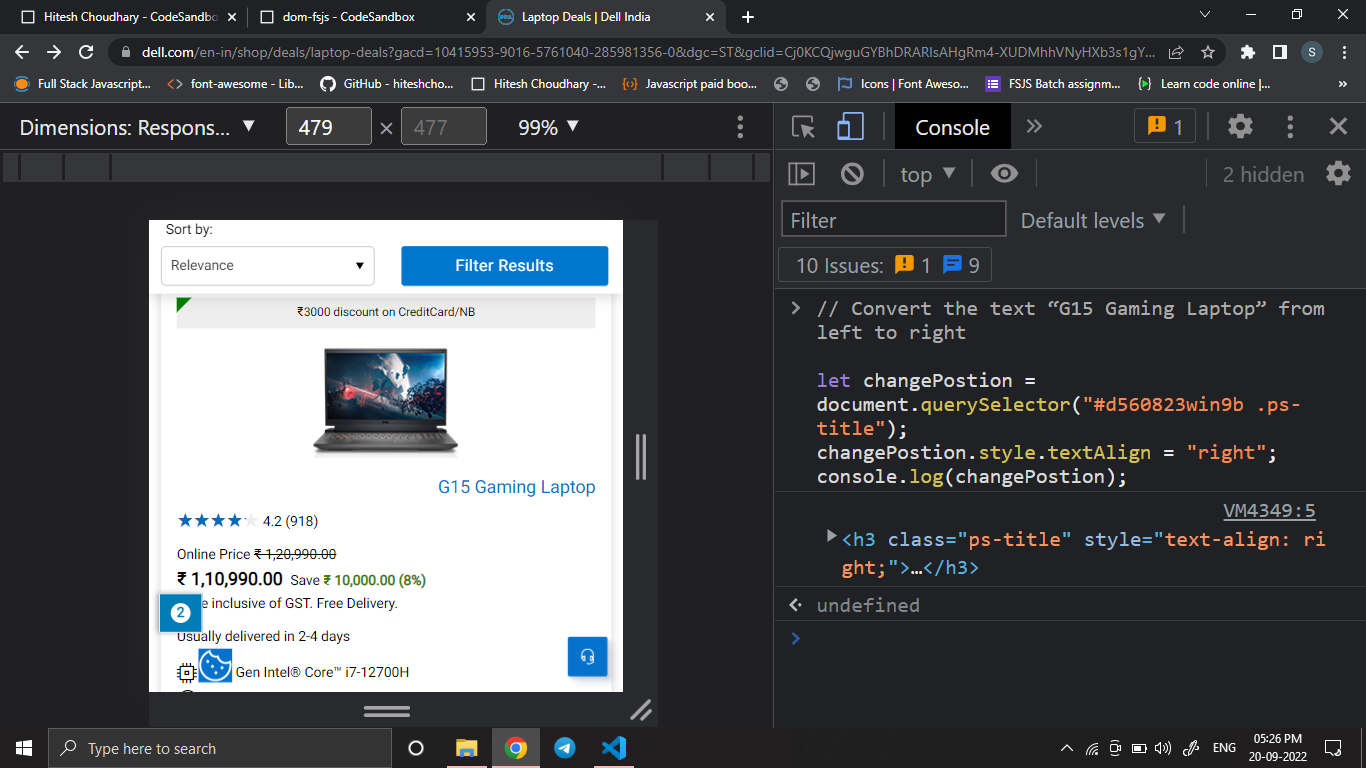 Hitesh Choudhary - CodeSandbo
dom-fsjs - CodeSandbox
Laptop Deals | Dell India
dell.com/en-in/shop/deals/laptop-deals?gacd=10415953-9016-5761040-285981356-0&dgc=ST&gclid=Cj0KCQjwguGYBhDRARIsAHgRm4-XUDMhhVNyHXb3s1gY...
S
Full Stack Javascript...
font-awesome - Lib...
GitHub - hiteshcho...
Hitesh Choudhary -...
Javascript paid boo...
Icons | Font Aweso...
FSJS Batch assignm...
Learn code online |...
»
Dimensions: Respons... ▼
479 × 477
99% ▼
Console
1
top ▼
2 hidden
Filter
Default levels ▼
10 Issues: 1 9
// Convert the text “G15 Gaming Laptop” from
left to right
let changePostion =
document.querySelector("#d560823win9b .ps-
title");
changePostion.style.textAlign = "right";
console.log(changePostion);
VM4349:5
<h3 class="ps-title" style="text-align: ri
ght;">…</h3>
undefined
Sort by:
Relevance
Filter Results
₹3000 discount on CreditCard/NB
G15 Gaming Laptop
4.2 (918)
Online Price ₹ 1,20,990.00
₹ 1,10,990.00 Save ₹ 10,000.00 (8%)
inclusive of GST. Free Delivery.
2
Usually delivered in 2-4 days
Gen Intel® Core™ i7-12700H
Type here to search
ENG
05:26 PM
20-09-2022